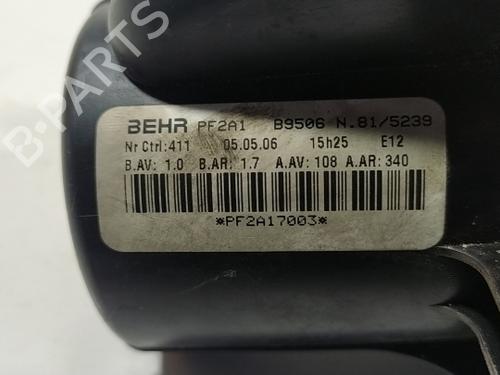 BEHR PF2A1 B9506 N.81/5239
Nr Ctrl:411 05.05.06 15h25 E12
B.AV: 1.0 B.AR: 1.7 A.AV: 108 A.AR: 340
*PF2A17003*
B-PARTS